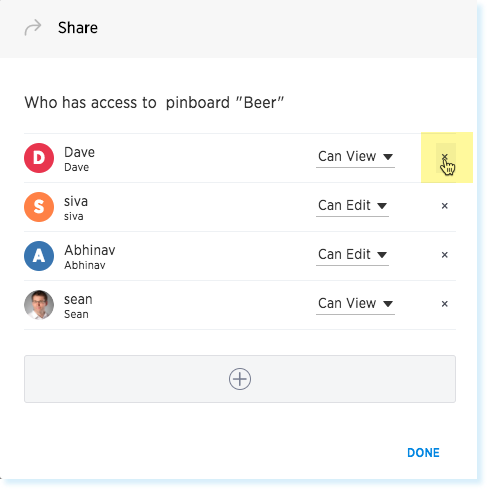 Share
Who has access to pinboard "Beer"
D
Dave
Dave
Can View
×
S
siva
siva
Can Edit
×
A
Abhinav
Abhinav
Can Edit
×
sean
Sean
Can View
×
DONE